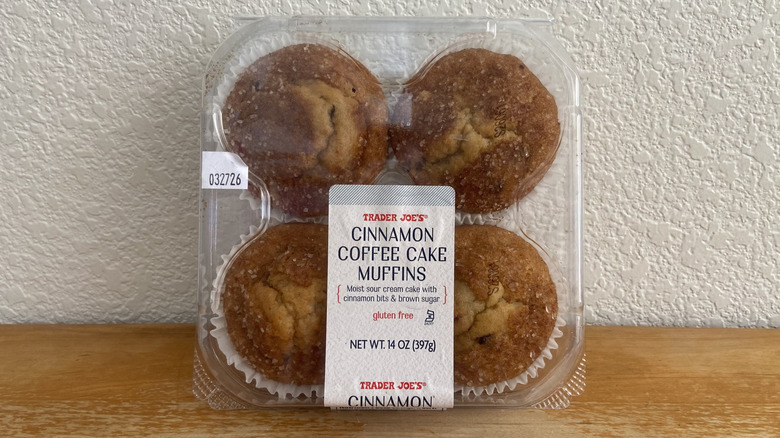 032726
TRADER JOE'S®
CINNAMON
COFFEE CAKE
MUFFINS
Moist sour cream cake with
cinnamon bits & brown sugar
gluten free
NET WT. 14 OZ (397g)
TRADER JOE'S®
CINNAMON